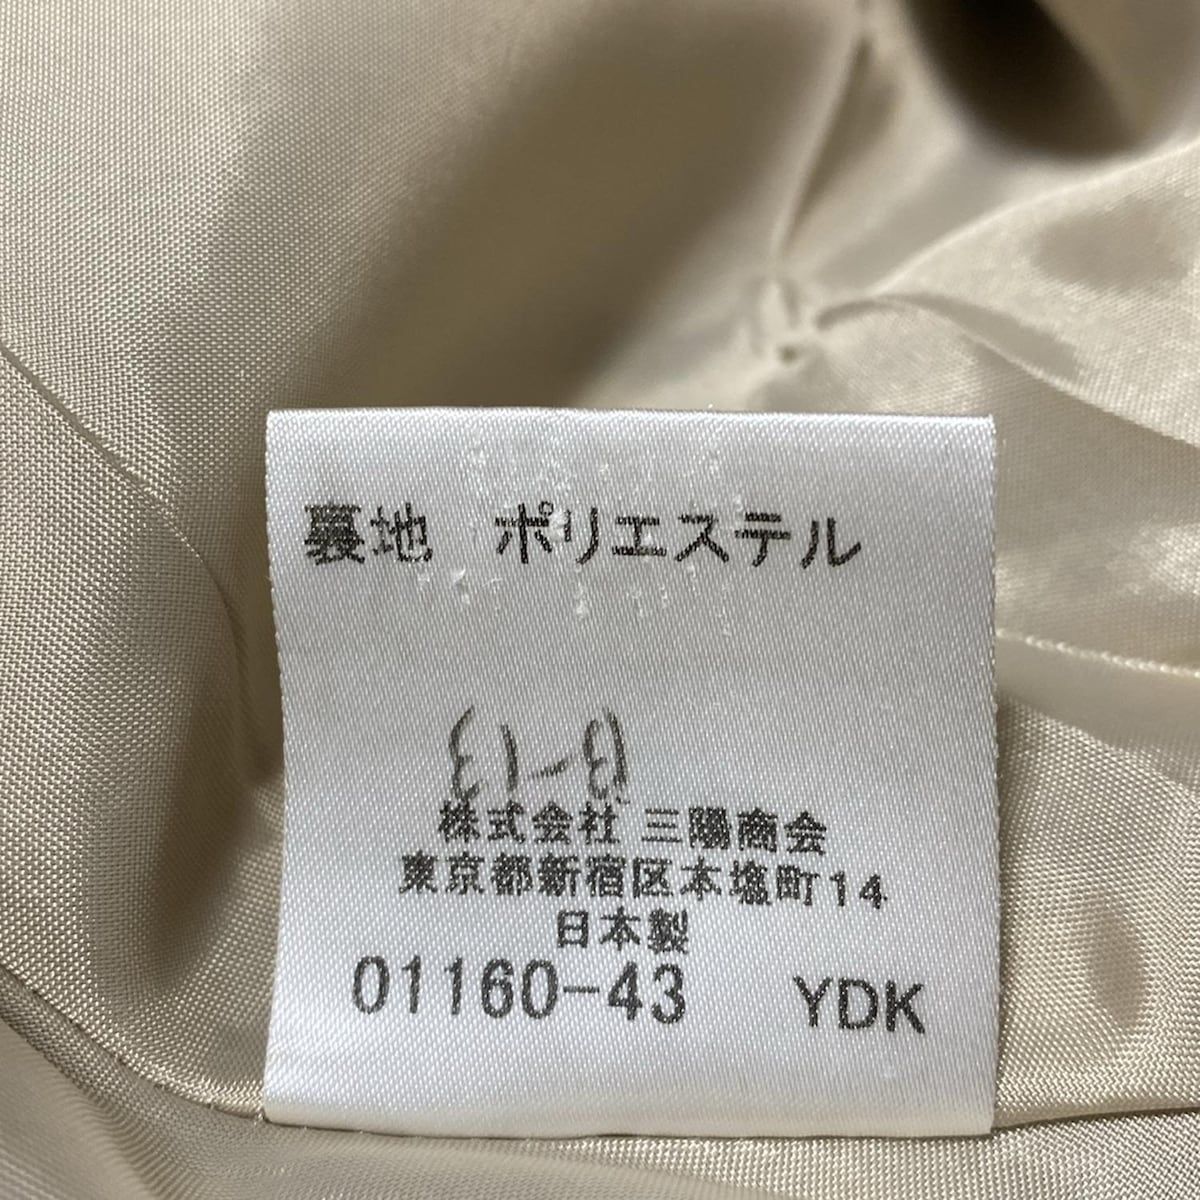 裏地 ポリエステル
株式会社 三陽商会
東京都新宿区本塩町14
日本製
01160-43 YDK